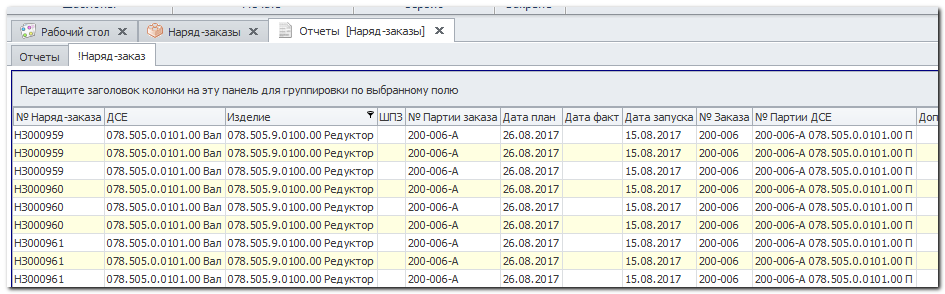 Рабочий стол Наряд-заказы Отчеты [Наряд-заказы]
Отчеты !Наряд-заказ
Перетащите заголовок колонки на эту панель для группировки по выбранному полю
№ Наряд-заказа ДСЕ Изделие ШПЗ № Партии заказа Дата план Дата факт Дата запуска № Заказа № Партии ДСЕ Доп
НЗ000959 078.505.0.0101.00 Вал 078.505.9.0100.00 Редуктор 200-006-А 26.08.2017 15.08.2017 200-006 200-006-А 078.505.0.0101.00 П
НЗ000959 078.505.0.0101.00 Вал 078.505.9.0100.00 Редуктор 200-006-А 26.08.2017 15.08.2017 200-006 200-006-А 078.505.0.0101.00 П
НЗ000959 078.505.0.0101.00 Вал 078.505.9.0100.00 Редуктор 200-006-А 26.08.2017 15.08.2017 200-006 200-006-А 078.505.0.0101.00 П
НЗ000960 078.505.0.0101.00 Вал 078.505.9.0100.00 Редуктор 200-006-А 26.08.2017 15.08.2017 200-006 200-006-А 078.505.0.0101.00 П
НЗ000960 078.505.0.0101.00 Вал 078.505.9.0100.00 Редуктор 200-006-А 26.08.2017 15.08.2017 200-006 200-006-А 078.505.0.0101.00 П
НЗ000960 078.505.0.0101.00 Вал 078.505.9.0100.00 Редуктор 200-006-А 26.08.2017 15.08.2017 200-006 200-006-А 078.505.0.0101.00 П
НЗ000961 078.505.0.0101.00 Вал 078.505.9.0100.00 Редуктор 200-006-А 26.08.2017 15.08.2017 200-006 200-006-А 078.505.0.0101.00 П
НЗ000961 078.505.0.0101.00 Вал 078.505.9.0100.00 Редуктор 200-006-А 26.08.2017 15.08.2017 200-006 200-006-А 078.505.0.0101.00 П
НЗ000961 078.505.0.0101.00 Вал 078.505.9.0100.00 Редуктор 200-006-А 26.08.2017 15.08.2017 200-006 200-006-А 078.505.0.0101.00 П